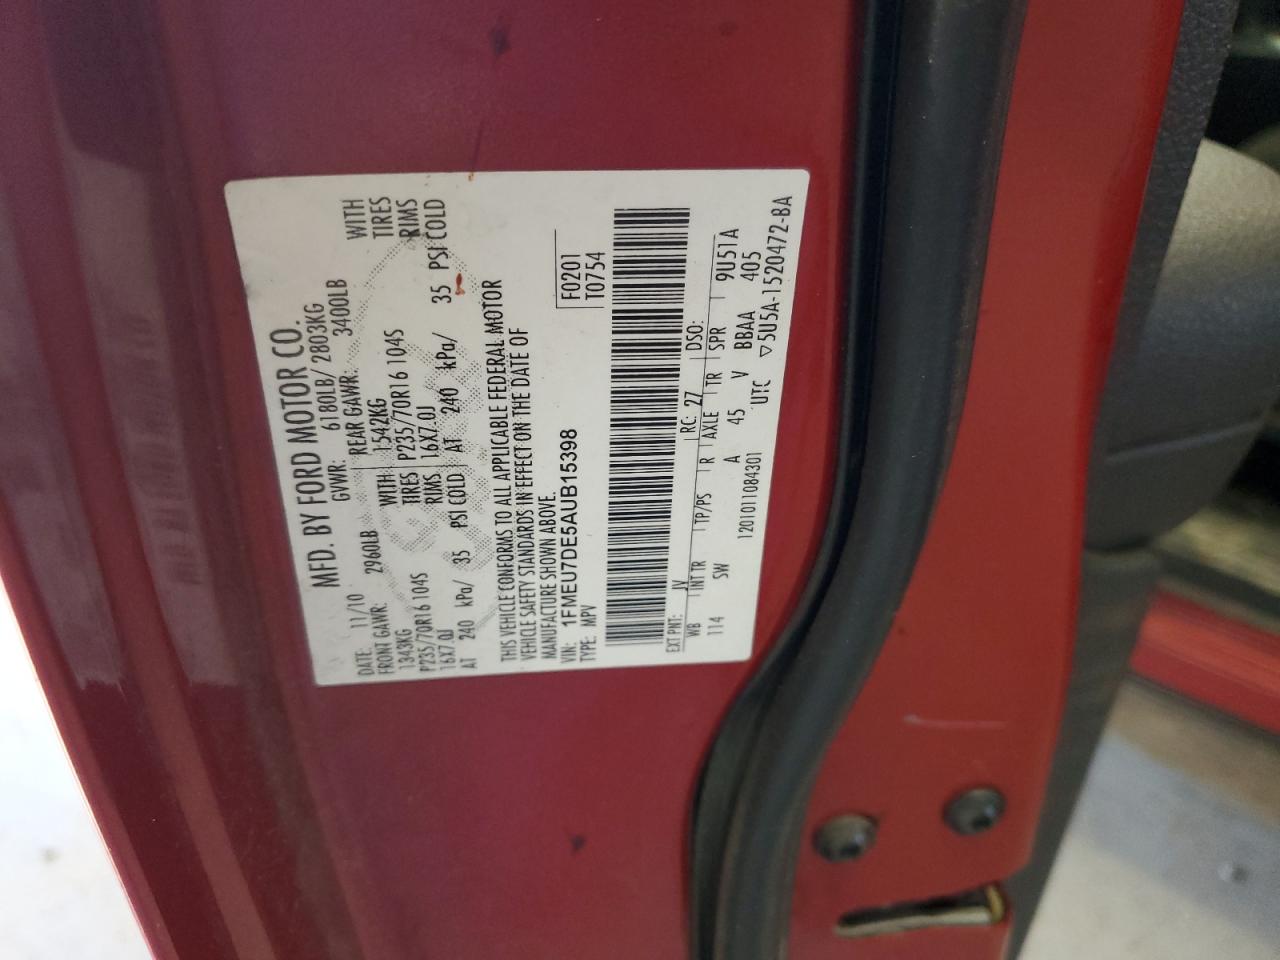 MFD. BY FORD MOTOR CO.
DATE: 11/10 GVWR: 6180LB/ 2803KG
FRONT GAWR: 2960LB REAR GAWR: 3400LB
1343KG WITH 1542KG WITH
P235/70R16 104S TIRES P235/70R16 104S TIRES
16X7.0J RIMS 16X7.0J RIMS
AT 240 kPa/ 35 PSI COLD AT 240 kPa/ 35 PSI COLD
THIS VEHICLE CONFORMS TO ALL APPLICABLE FEDERAL MOTOR
VEHICLE SAFETY STANDARDS IN EFFECT ON THE DATE OF
MANUFACTURE SHOWN ABOVE.
VIN: 1FMEU7DE5AUB15398 F0201
TYPE: MPV T0754
EXT PNT: JV RC: 27 DSO:
WB INT TR TP/PS R AXLE TR SPR 9U51A
114 SW A 45 V BBAA 405
1201011084301 UTC ▽5U5A-1520472-BA